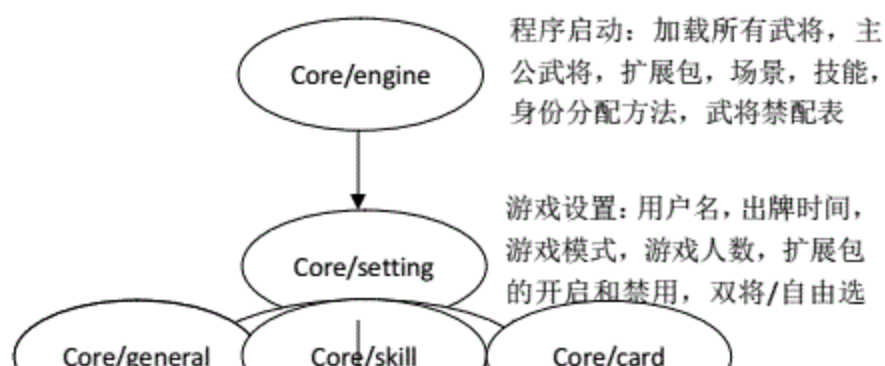 程序启动：加载所有武将，主
公武将，扩展包，场景，技能，
身份分配方法，武将禁配表
Core/engine
游戏设置：用户名，出牌时间，
游戏模式，游戏人数，扩展包
的开启和禁用，双将/自由选
Core/setting
Core/general
Core/skill
Core/card